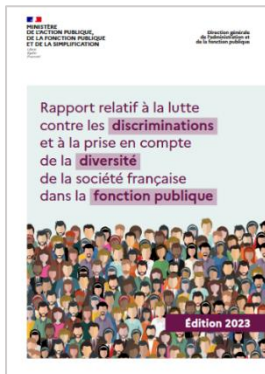 MINISTÈRE
DE L'ACTION PUBLIQUE,
DE LA FONCTION PUBLIQUE
ET DE LA SIMPLIFICATION
Direction générale
de l'administration et
de la fonction publique
Rapport relatif à la lutte
contre les discriminations
et à la prise en compte
de la diversité
de la société française
dans la fonction publique
Édition 2023